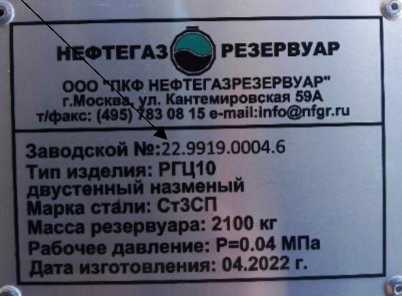 НЕФТЕГАЗ РЕЗЕРВУАР
ООО "ПКФ НЕФТЕГАЗРЕЗЕРВУАР"
г.Москва, ул. Кантемировская 59А
т/факс: (495) 783 08 15 e-mail:info@nfgr.ru
Заводской №:22.9919.0004.6
Тип изделия: РГЦ10
двустенный назменый
Марка стали: Ст3СП
Масса резервуара: 2100 кг
Рабочее давление: P=0.04 МПа
Дата изготовления: 04.2022 г.